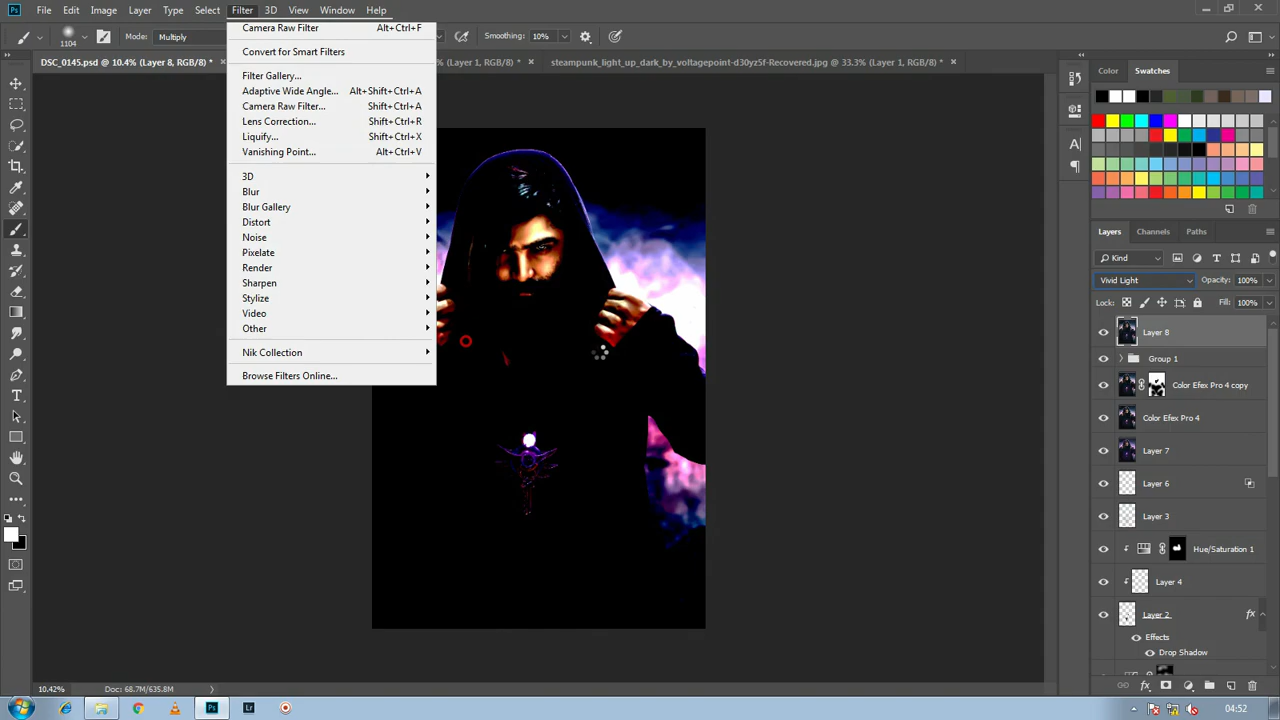 Ps File Edit Image Layer Type Select Filter 3D View Window Help
1104 Mode: Multiply Smoothing: 10%
DSC_0145.psd @ 10.4% (Layer 8, RGB/8) * × % (Layer 1, RGB/8) * × steampunk_light_up_dark_by_voltagepoint-d30yz5f-Recovered.jpg @ 33.3% (Layer 1, RGB/8) * ×
Camera Raw Filter Alt+Ctrl+F
Convert for Smart Filters
Filter Gallery...
Adaptive Wide Angle... Alt+Shift+Ctrl+A
Camera Raw Filter... Shift+Ctrl+A
Lens Correction... Shift+Ctrl+R
Liquify... Shift+Ctrl+X
Vanishing Point... Alt+Ctrl+V
3D
Blur
Blur Gallery
Distort
Noise
Pixelate
Render
Sharpen
Stylize
Video
Other
Nik Collection
Browse Filters Online...
Color Swatches
Layers Channels Paths
Kind
Vivid Light Opacity: 100%
Lock: Fill: 100%
Layer 8
Group 1
Color Efex Pro 4 copy
Color Efex Pro 4
Layer 7
Layer 6
Layer 3
Hue/Saturation 1
Layer 4
Layer 2 fx
Effects
Drop Shadow
10.42% Doc: 68.7M/635.8M
Ps Lr 04:52